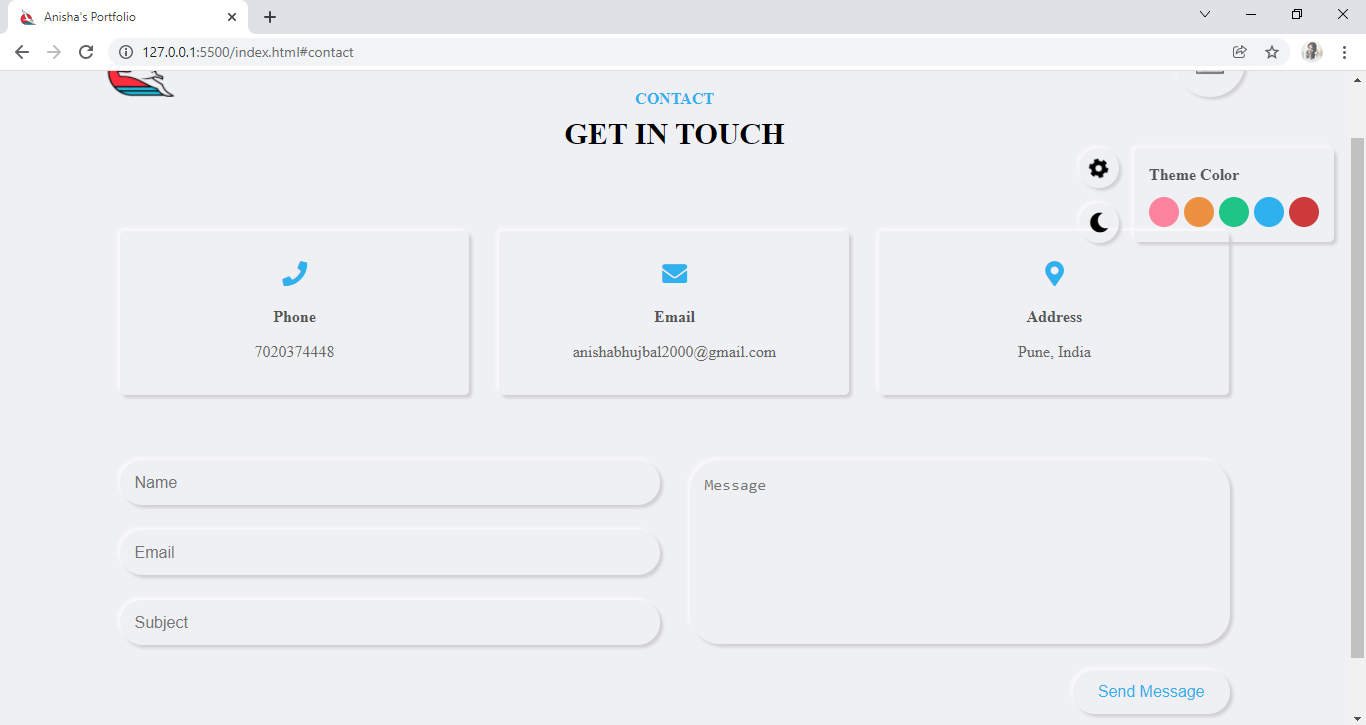 Anisha's Portfolio
127.0.0.1:5500/index.html#contact
CONTACT
GET IN TOUCH
Theme Color
Phone
7020374448
Email
anishabhujbal2000@gmail.com
Address
Pune, India
Name
Email
Subject
Message
Send Message